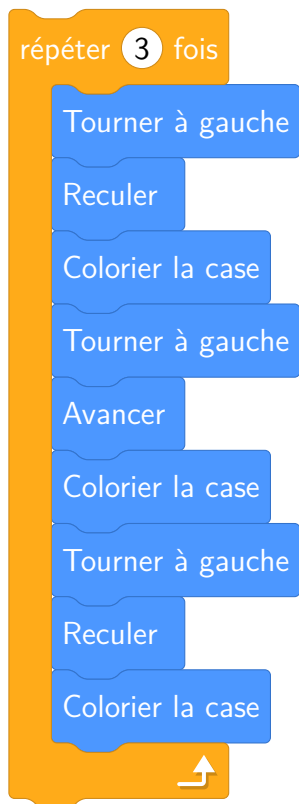 répéter 3 fois
Tourner à gauche
Reculer
Colorier la case
Tourner à gauche
Avancer
Colorier la case
Tourner à gauche
Reculer
Colorier la case